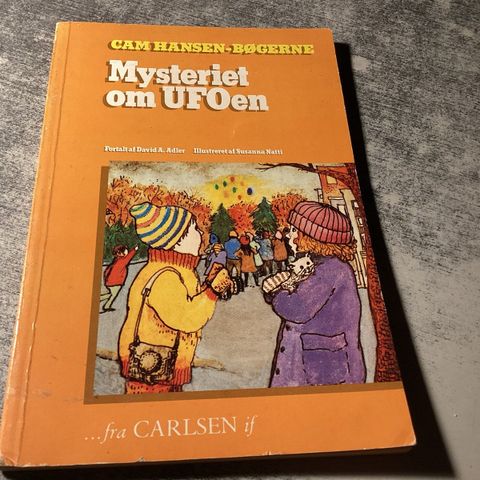 CAM HANSEN-BØGERNE
Mysteriet
om UFOen
Fortalt af David A. Adler Illustreret af Susanna Natti
...fra CARLSEN if